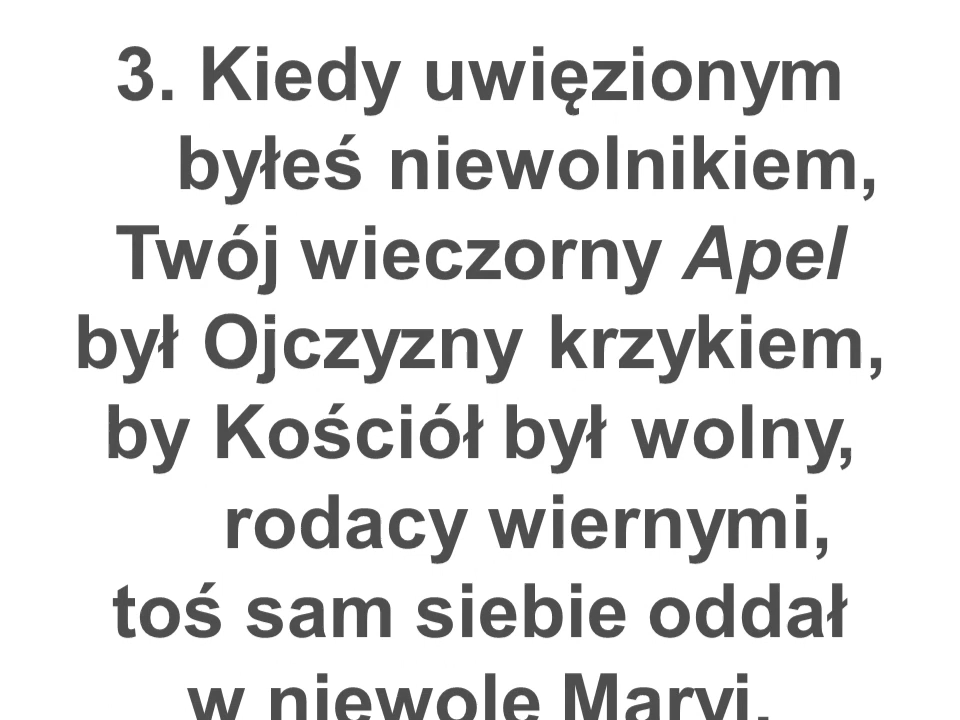 3. Kiedy uwięzionym
byłeś niewolnikiem,
Twój wieczorny Apel
był Ojczyzny krzykiem,
by Kościół był wolny,
rodacy wiernymi,
toś sam siebie oddał
w niewolę Maryi.